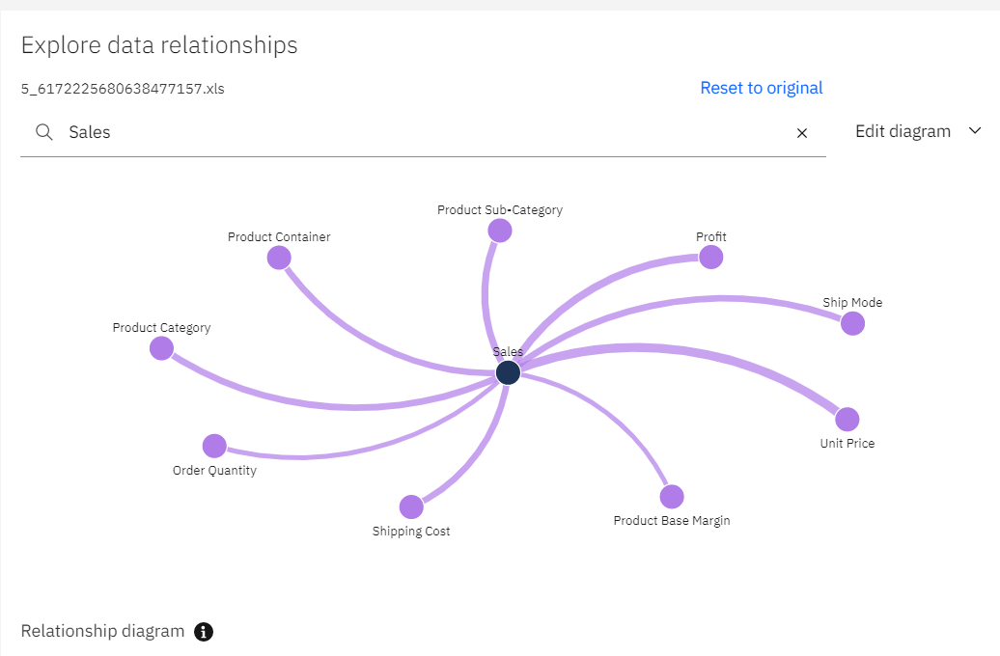 Explore data relationships
5_6172225680638477157.xls
Reset to original
Sales
Edit diagram
Product Sub-Category
Product Container
Profit
Ship Mode
Product Category
Sales
Unit Price
Order Quantity
Product Base Margin
Shipping Cost
Relationship diagram